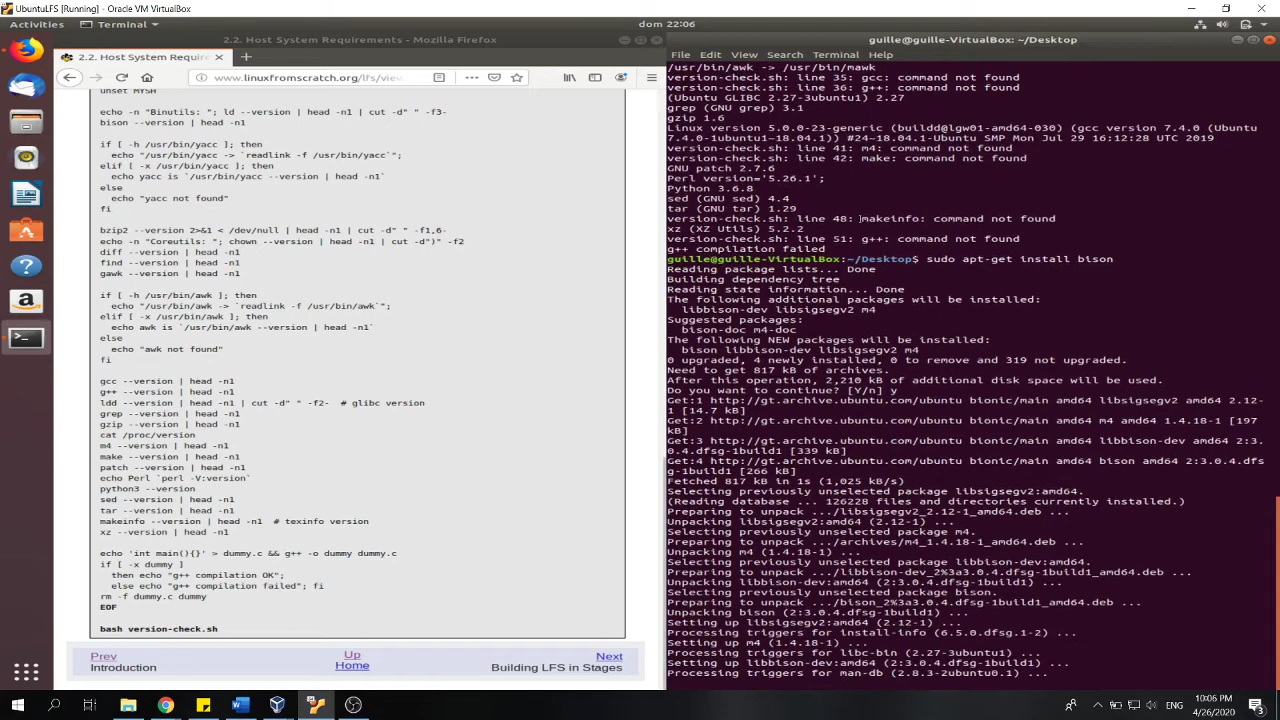 UbuntuLFS [Running] - Oracle VM VirtualBox
Activities
Terminal
dom 22:06
2.2. Host System Requirements - Mozilla Firefox
2.2. Host System Require
www.linuxfromscratch.org/lfs/view
unset MYSH
echo -n "Binutils: "; ld --version | head -n1 | cut -d" " -f3-
bison --version | head -n1
if [ -h /usr/bin/yacc ]; then
echo "/usr/bin/yacc -> `readlink -f /usr/bin/yacc`";
elif [ -x /usr/bin/yacc ]; then
echo yacc is `/usr/bin/yacc --version | head -n1`
else
echo "yacc not found"
fi
bzip2 --version 2>&1 < /dev/null | head -n1 | cut -d" " -f1,6-
echo -n "Coreutils: "; chown --version | head -n1 | cut -d")" -f2
diff --version | head -n1
find --version | head -n1
gawk --version | head -n1
if [ -h /usr/bin/awk ]; then
echo "/usr/bin/awk -> `readlink -f /usr/bin/awk`";
elif [ -x /usr/bin/awk ]; then
echo awk is `/usr/bin/awk --version | head -n1`
else
echo "awk not found"
fi
gcc --version | head -n1
g++ --version | head -n1
ldd --version | head -n1 | cut -d" " -f2-  # glibc version
grep --version | head -n1
gzip --version | head -n1
cat /proc/version
m4 --version | head -n1
make --version | head -n1
patch --version | head -n1
echo Perl `perl -V:version`
python3 --version
sed --version | head -n1
tar --version | head -n1
makeinfo --version | head -n1  # texinfo version
xz --version | head -n1
echo 'int main(){}' > dummy.c && g++ -o dummy dummy.c
if [ -x dummy ]
then echo "g++ compilation OK";
else echo "g++ compilation failed"; fi
rm -f dummy.c dummy
EOF
bash version-check.sh
Prev
Introduction
Up
Home
Next
Building LFS in Stages
guille@guille-VirtualBox: ~/Desktop
File Edit View Search Terminal Help
/usr/bin/awk -> /usr/bin/mawk
version-check.sh: line 35: gcc: command not found
version-check.sh: line 36: g++: command not found
(Ubuntu GLIBC 2.27-3ubuntu1) 2.27
grep (GNU grep) 3.1
gzip 1.6
Linux version 5.0.0-23-generic (buildd@lgw01-amd64-030) (gcc version 7.4.0 (Ubuntu
7.4.0-1ubuntu1~18.04.1)) #24~18.04.1-Ubuntu SMP Mon Jul 29 16:12:28 UTC 2019
version-check.sh: line 41: m4: command not found
version-check.sh: line 42: make: command not found
GNU patch 2.7.6
Perl version='5.26.1';
Python 3.6.8
sed (GNU sed) 4.4
tar (GNU tar) 1.29
version-check.sh: line 48: makeinfo: command not found
xz (XZ Utils) 5.2.2
version-check.sh: line 51: g++: command not found
g++ compilation failed
guille@guille-VirtualBox:~/Desktop$ sudo apt-get install bison
Reading package lists... Done
Building dependency tree
Reading state information... Done
The following additional packages will be installed:
libbison-dev libsigsegv2 m4
Suggested packages:
bison-doc m4-doc
The following NEW packages will be installed:
bison libbison-dev libsigsegv2 m4
0 upgraded, 4 newly installed, 0 to remove and 319 not upgraded.
Need to get 817 kB of archives.
After this operation, 2,210 kB of additional disk space will be used.
Do you want to continue? [Y/n] y
Get:1 http://gt.archive.ubuntu.com/ubuntu bionic/main amd64 libsigsegv2 amd64 2.12-
1 [14.7 kB]
Get:2 http://gt.archive.ubuntu.com/ubuntu bionic/main amd64 m4 amd64 1.4.18-1 [197
kB]
Get:3 http://gt.archive.ubuntu.com/ubuntu bionic/main amd64 libbison-dev amd64 2:3.
0.4.dfsg-1build1 [339 kB]
Get:4 http://gt.archive.ubuntu.com/ubuntu bionic/main amd64 bison amd64 2:3.0.4.dfs
g-1build1 [266 kB]
Fetched 817 kB in 1s (1,025 kB/s)
Selecting previously unselected package libsigsegv2:amd64.
(Reading database ... 126228 files and directories currently installed.)
Preparing to unpack .../libsigsegv2_2.12-1_amd64.deb ...
Unpacking libsigsegv2:amd64 (2.12-1) ...
Selecting previously unselected package m4.
Preparing to unpack .../archives/m4_1.4.18-1_amd64.deb ...
Unpacking m4 (1.4.18-1) ...
Selecting previously unselected package libbison-dev:amd64.
Preparing to unpack .../libbison-dev_2%3a3.0.4.dfsg-1build1_amd64.deb ...
Unpacking libbison-dev:amd64 (2:3.0.4.dfsg-1build1) ...
Selecting previously unselected package bison.
Preparing to unpack .../bison_2%3a3.0.4.dfsg-1build1_amd64.deb ...
Unpacking bison (2:3.0.4.dfsg-1build1) ...
Setting up libsigsegv2:amd64 (2.12-1) ...
Processing triggers for install-info (6.5.0.dfsg.1-2) ...
Setting up m4 (1.4.18-1) ...
Processing triggers for libc-bin (2.27-3ubuntu1) ...
Setting up libbison-dev:amd64 (2:3.0.4.dfsg-1build1) ...
Processing triggers for man-db (2.8.3-2ubuntu0.1) ...
10:06 PM
4/26/2020
3